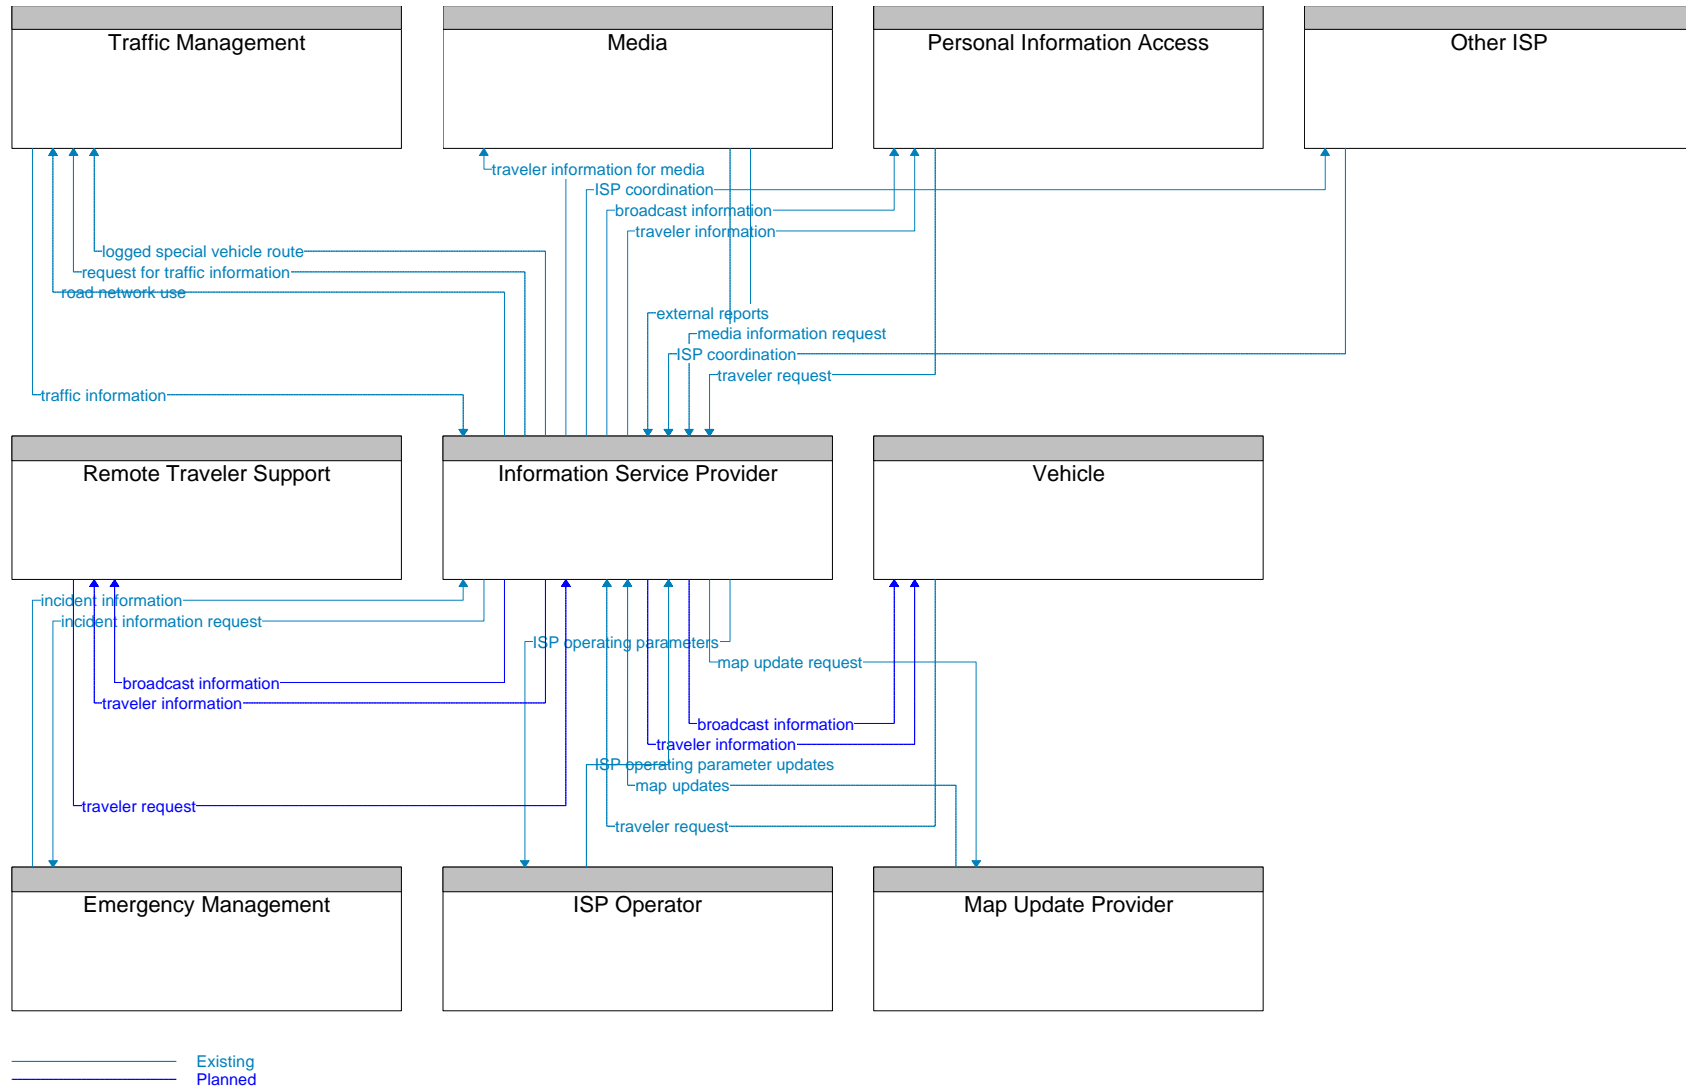 Traffic Management
Media
Personal Information Access
Other ISP
traveler information for media
ISP coordination
broadcast information
traveler information
logged special vehicle route
request for traffic information
road network use
external reports
media information request
ISP coordination
traveler request
traffic information
Remote Traveler Support
Information Service Provider
Vehicle
incident information
incident information request
ISP operating parameters
map update request
broadcast information
traveler information
broadcast information
traveler information
ISP operating parameter updates
map updates
traveler request
traveler request
Emergency Management
ISP Operator
Map Update Provider
Existing
Planned